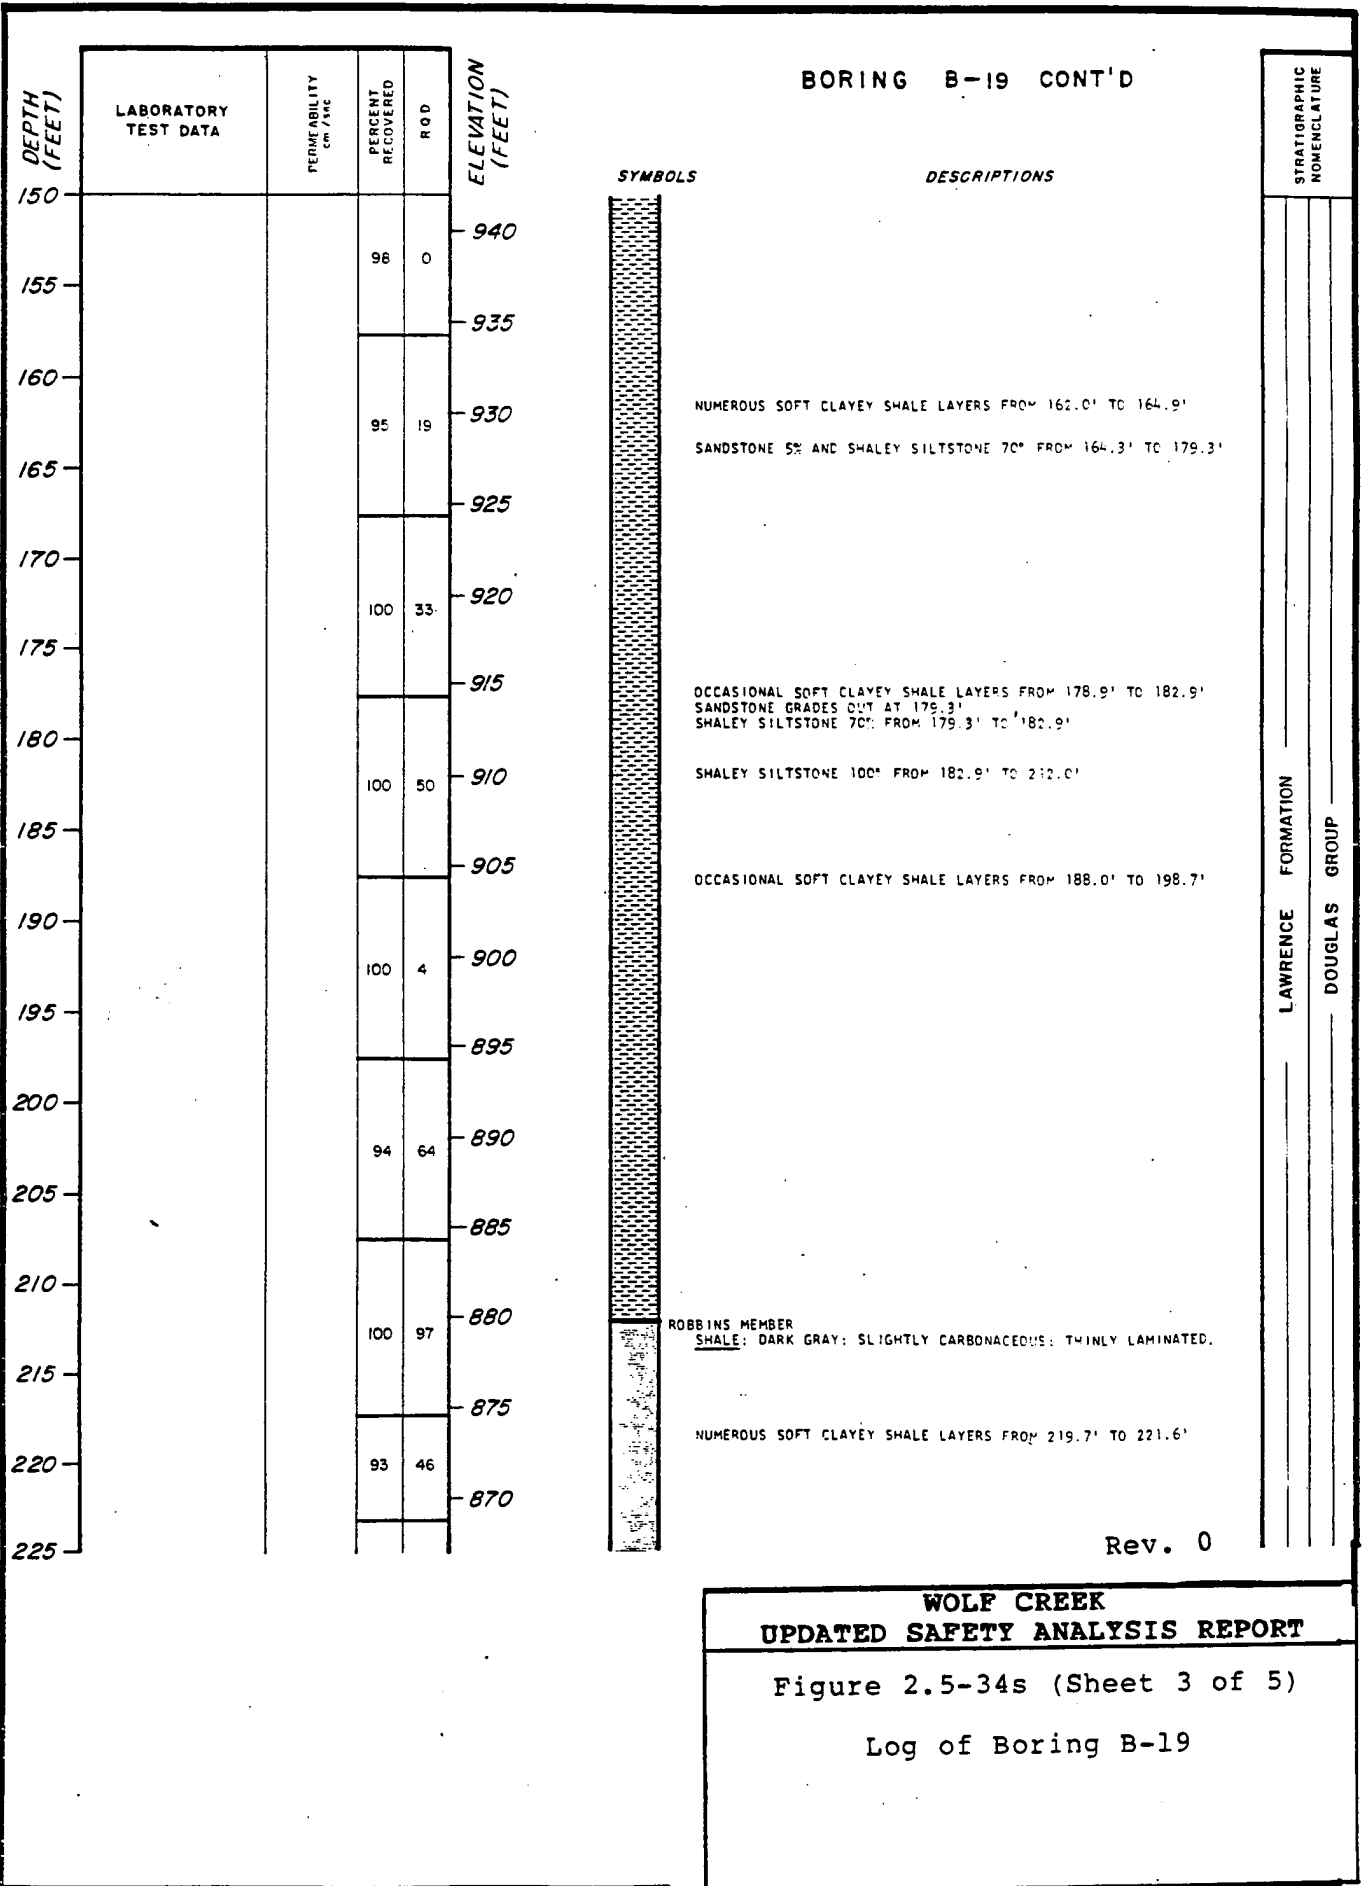 BORING B-19 CONT'D
DEPTH (FEET)
LABORATORY
TEST DATA
PERMEABILITY
cm/sec
PERCENT
RECOVERED
RQD
ELEVATION
(FEET)
SYMBOLS
DESCRIPTIONS
STRATIGRAPHIC
NOMENCLATURE
150
940
98 0
155
935
160
930
NUMEROUS SOFT CLAYEY SHALE LAYERS FROM 162.0' TO 164.9'
95 19
SANDSTONE 5% AND SHALEY SILTSTONE 70% FROM 164.3' TO 179.3'
165
925
170
920
100 33
175
915
OCCASIONAL SOFT CLAYEY SHALE LAYERS FROM 178.9' TO 182.9'
SANDSTONE GRADES OUT AT 179.3'
SHALEY SILTSTONE 70% FROM 179.3' TO 182.9'
180
910
SHALEY SILTSTONE 100% FROM 182.9' TO 212.0'
100 50
185
905
OCCASIONAL SOFT CLAYEY SHALE LAYERS FROM 188.0' TO 198.7'
190
900
100 4
195
895
200
890
94 64
205
885
210
880
ROBBINS MEMBER
100 97
SHALE: DARK GRAY; SLIGHTLY CARBONACEOUS; THINLY LAMINATED.
215
875
NUMEROUS SOFT CLAYEY SHALE LAYERS FROM 219.7' TO 221.6'
220
93 46
870
225
LAWRENCE FORMATION
DOUGLAS GROUP
Rev. 0
WOLF CREEK
UPDATED SAFETY ANALYSIS REPORT
Figure 2.5-34s (Sheet 3 of 5)
Log of Boring B-19